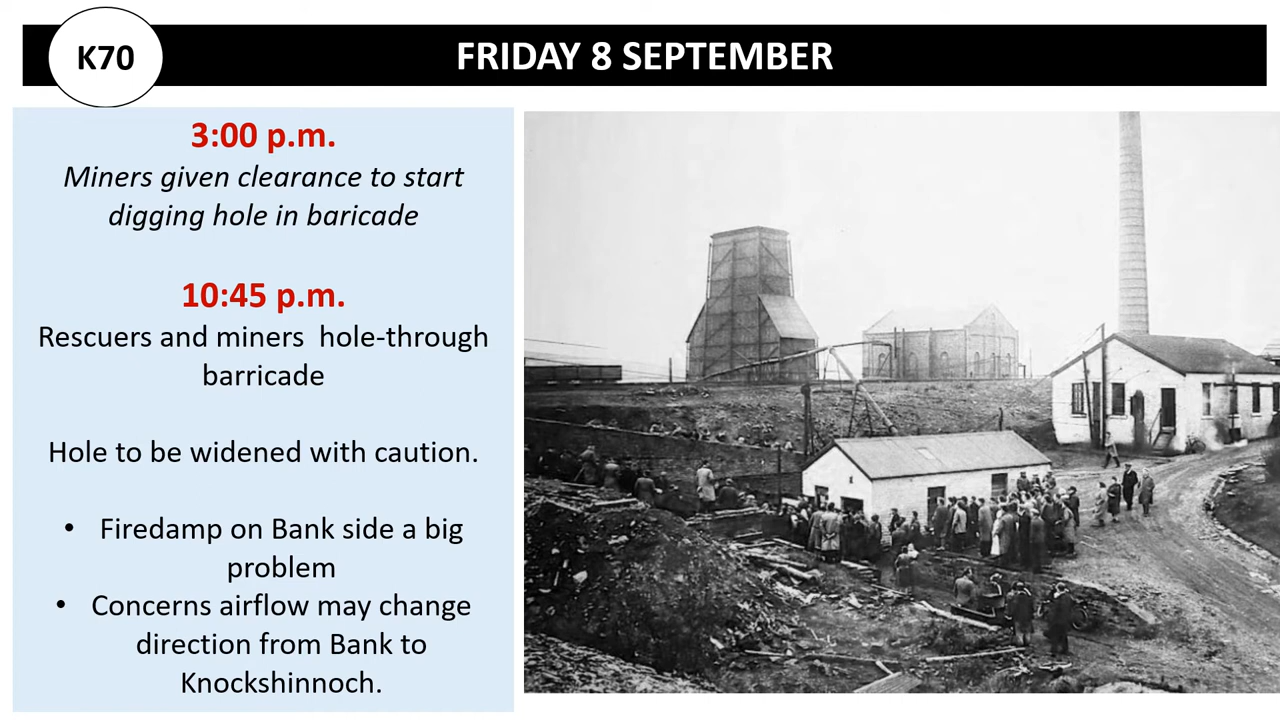 K70
FRIDAY 8 SEPTEMBER
3:00 p.m.
Miners given clearance to start
digging hole in baricade
10:45 p.m.
Rescuers and miners hole-through
barricade
Hole to be widened with caution.
• Firedamp on Bank side a big
problem
• Concerns airflow may change
direction from Bank to
Knockshinnoch.